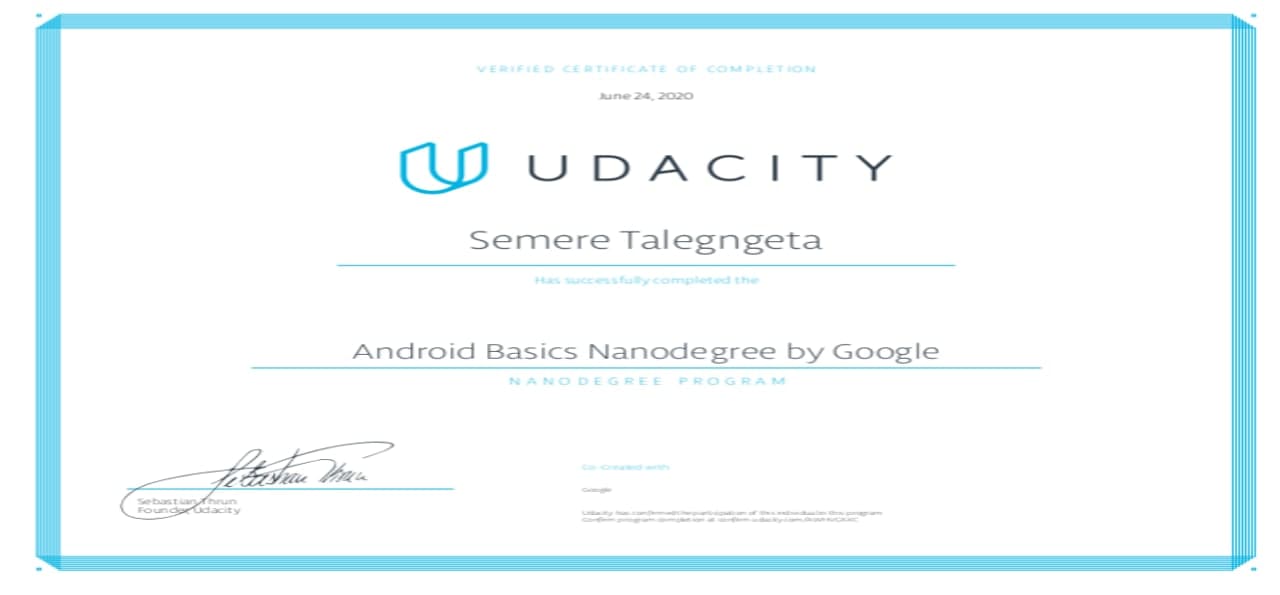 VERIFIED CERTIFICATE OF COMPLETION
June 24, 2020
UDACITY
Semere Talegngeta
Has successfully completed the
Android Basics Nanodegree by Google
NANODEGREE PROGRAM
Sebastian Thrun
Sebastian Thrun
Founder, Udacity
Co-Created with
Google
Udacity has confirmed the participation of this individual in this program
Confirm program completion at confirm.udacity.com/